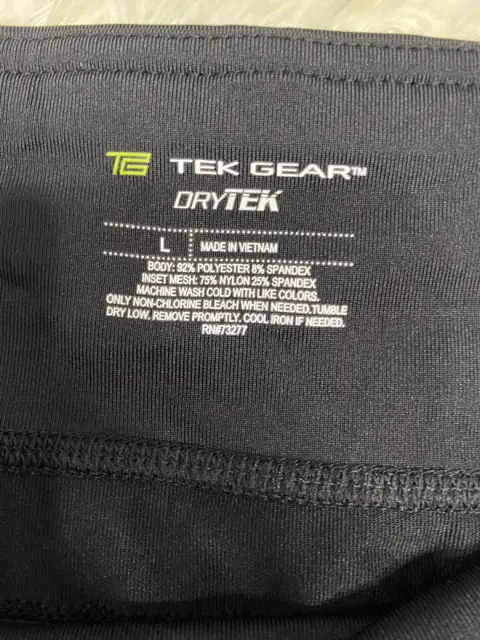 TG TEK GEAR™
DRYTEK
L MADE IN VIETNAM
BODY: 92% POLYESTER 8% SPANDEX
INSET MESH: 75% NYLON 25% SPANDEX
MACHINE WASH COLD WITH LIKE COLORS.
ONLY NON-CHLORINE BLEACH WHEN NEEDED.TUMBLE
DRY LOW. REMOVE PROMPTLY. COOL IRON IF NEEDED.
RN#73277